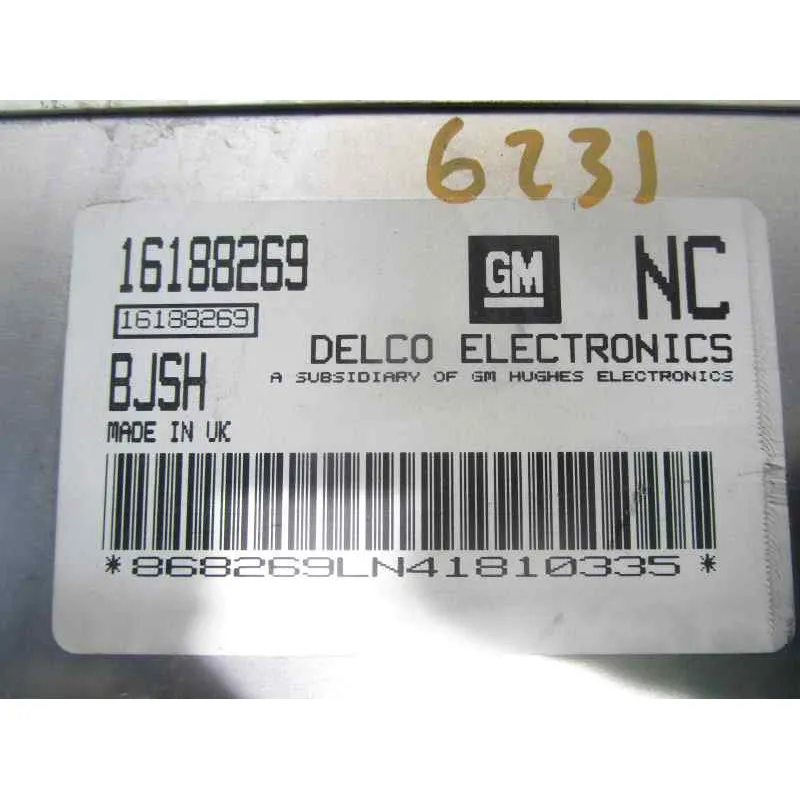 6231
16188269
GM
NC
16188269
DELCO ELECTRONICS
A SUBSIDIARY OF GM HUGHES ELECTRONICS
BJSH
MADE IN UK
*868269LN41810335*